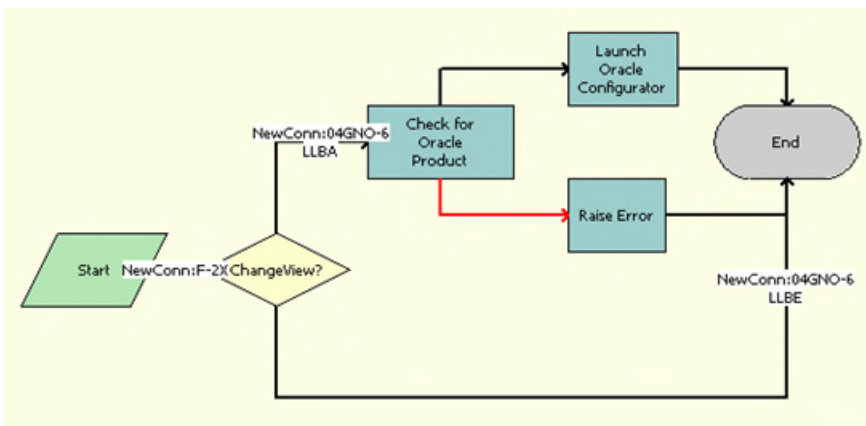 Launch
Oracle
Configurator
NewConn:04GNO-6
LLBA
Check for
Oracle
Product
End
Raise Error
Start
NewConn:F-2X
ChangeView?
NewConn:04GNO-6
LLBE